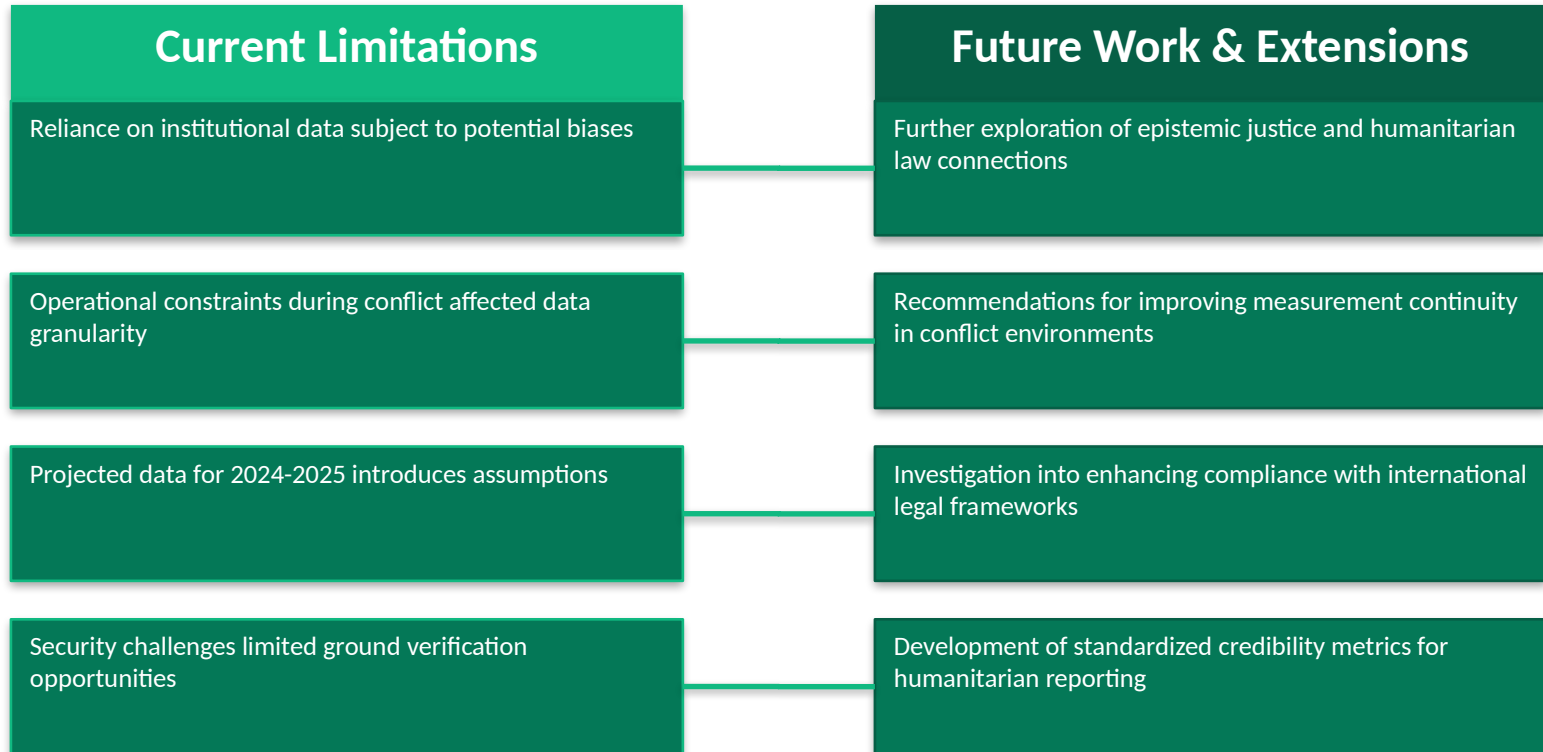 Current Limitations
Reliance on institutional data subject to potential biases
Operational constraints during conflict affected data
granularity
Projected data for 2024-2025 introduces assumptions
Security challenges limited ground verification
opportunities
Future Work & Extensions
Further exploration of epistemic justice and humanitarian
law connections
Recommendations for improving measurement continuity
in conflict environments
Investigation into enhancing compliance with international
legal frameworks
Development of standardized credibility metrics for
humanitarian reporting